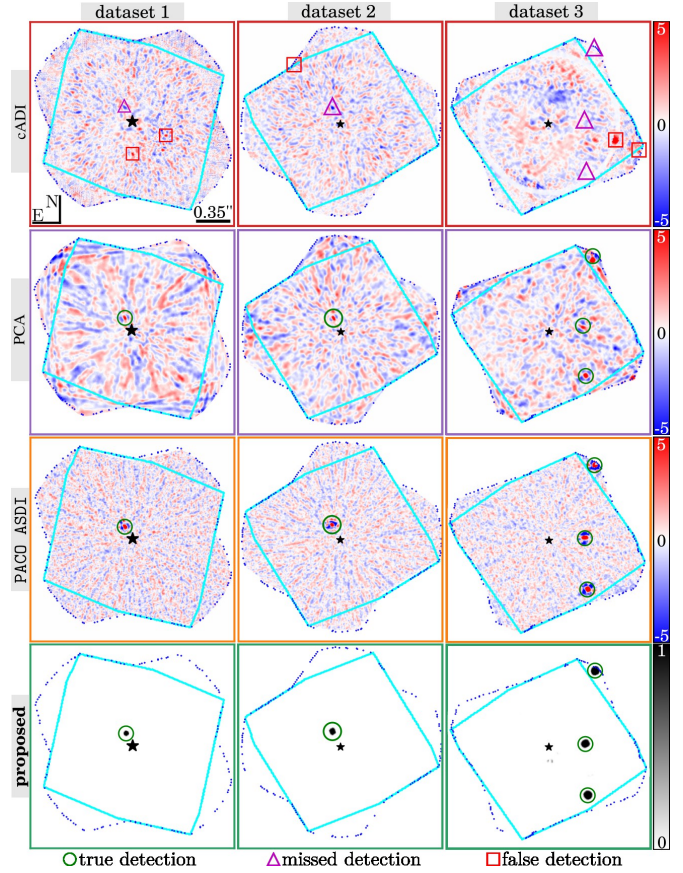 dataset 1 dataset 2 dataset 3
cADI
N
E
0.35"
5
0
-5
PCA
5
0
-5
PACO ASDI
5
0
-5
proposed
1
0
true detection missed detection false detection